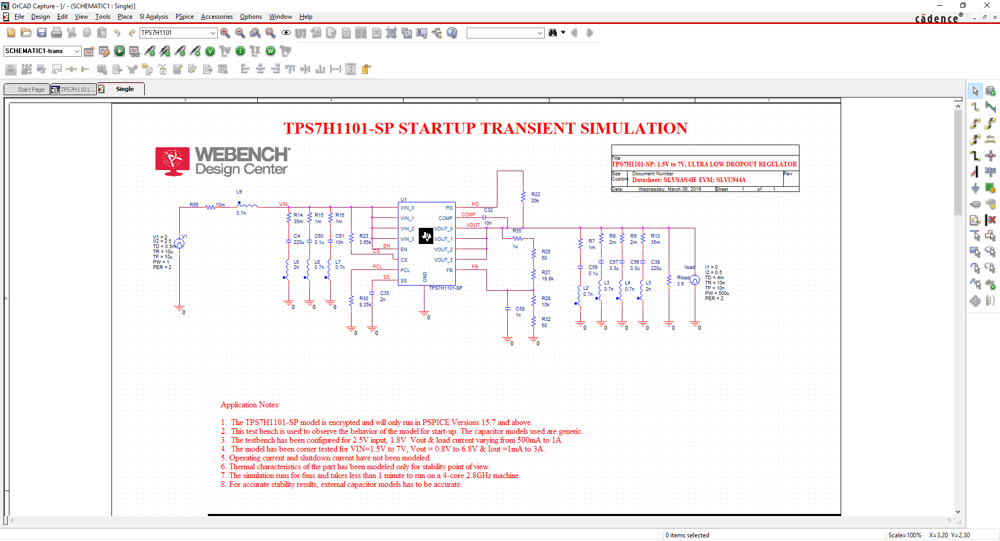 OrCAD Capture - [/ - (SCHEMATIC1 : Single)]
File Design Edit View Tools Place SI Analysis PSpice Accessories Options Window Help
cādence®
TPS7H1101
SCHEMATIC1-trans
Start Page TPS7H1101... Single
5 4 3 2 1
TPS7H1101-SP STARTUP TRANSIENT SIMULATION
WEBENCH®
Design Center
Title
TPS7H1101-SP: 1.5V to 7V, ULTRA LOW DROPOUT REGULATOR
Size Document Number Rev
Custom Datasheet: SLVSAS4H EVM: SLVU944A
Date: Wednesday, March 06, 2019 Sheet 1 of 1
L9
0.7n
R56 10m
VIN
V1
V1 = 0
V2 = 2.5
TD = 0.5m
TR = 10u
TF = 10u
PW = 1
PER = 2
0
R14
35m
R15
1m
R16
1m
C4
220u
C60
0.1u
C61
10n
L6
2n
L8
0.7n
L7
0.7n
0 0 0
R23
3.65k
EN
CS
PCL
SS
R30
8.25k
C35
2n
0 0
U1
VIN_0 PG
VIN_1 COMP
VIN_2 VOUT_0
VIN_3 VOUT_1
EN VOUT_2
CS VOUT_3
PCL FB
SS
GND
TPS7H1101-SP
0
PG
COMP
VOUT
FB
C32
10n
R22
20k
R55
1u
R25
50
R27
19.8k
R28
10k
R32
50
C58
1n
0 0
R7
1m
R8
2m
R9
2m
R10
35m
C59
0.1u
C57
3.3u
C56
3.3u
C38
220u
L2
0.7n
L3
0.7n
L4
0.7n
L5
2n
Rload
3.6
Iload
I1 = 0
I2 = 0.5
TD = 4m
TR = 10n
TF = 10n
PW = 500u
PER = 2
0 0 0 0 0 0
D
Application Notes:
1. The TPS7H1101-SP model is encrypted and will only run in PSPICE Versions 15.7 and above.
2. This test bench is used to observe the behavior of the model for start-up. The capacitor models used are generic.
3. The testbench has been configured for 2.5V input, 1.8V Vout & load current varying from 500mA to 1A
4. The model has been corner tested for VIN=1.5V to 7V, Vout = 0.8V to 6.8V & Iout =1mA to 3A.
5. Operating current and shutdown current have not been modeled.
6. Thermal characteristics of the part has been modeled only for stability point of view.
7. The simulation runs for 6ms and takes less than 1 minute to run on a 4-core 2.8GHz machine.
8. For accurate stability results, external capacitor models has to be accurate.
0 items selected Scale=100% X=3.20 Y=2.30